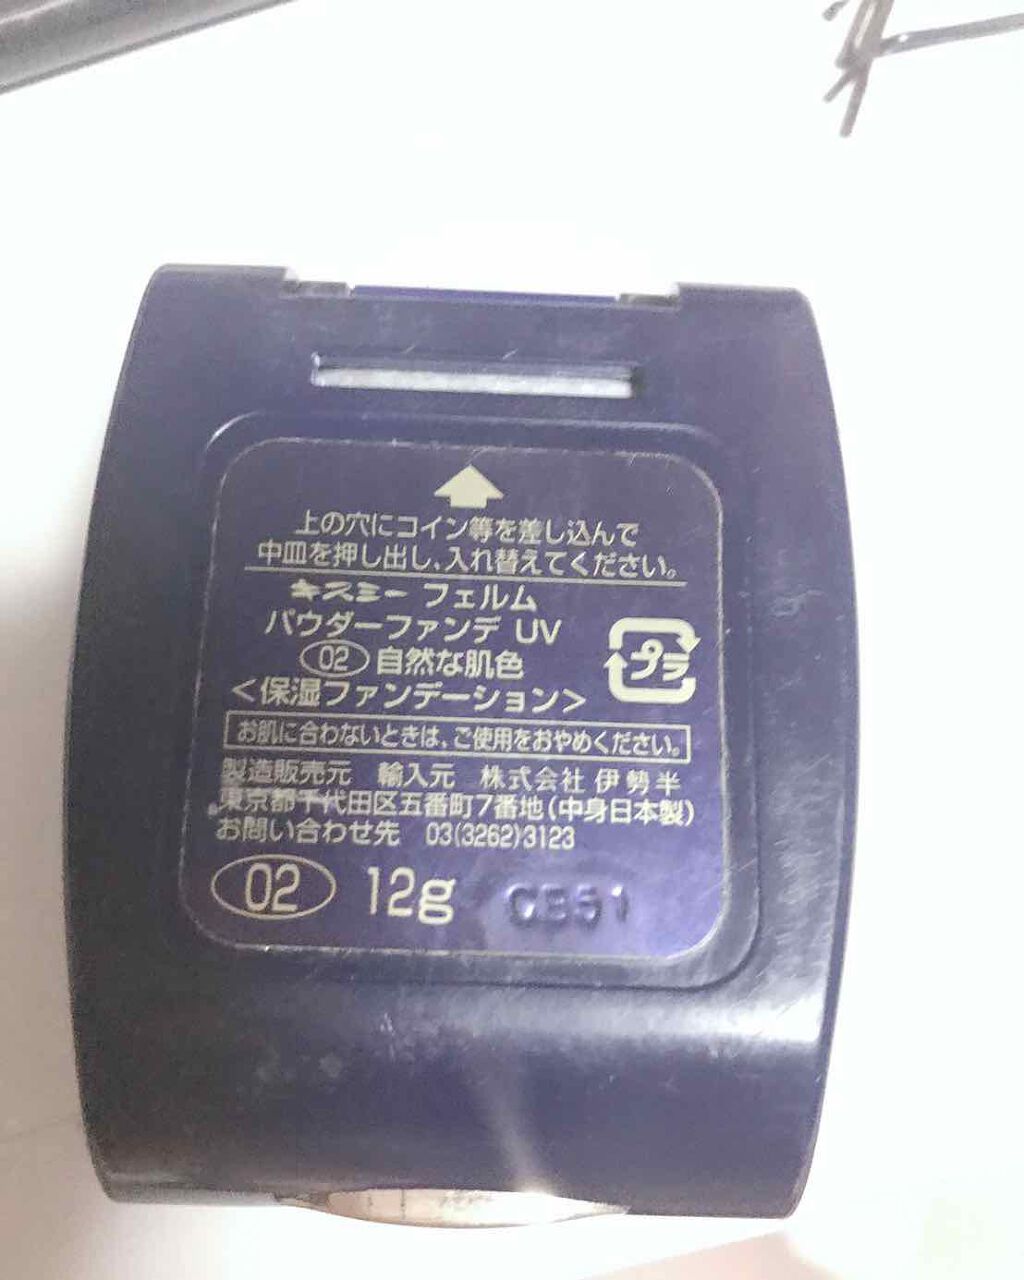 上の穴にコイン等を差し込んで
中皿を押し出し、入れ替えてください。
キスミー フェルム
パウダーファンデ UV
02 自然な肌色
プラ
＜保湿ファンデーション＞
お肌に合わないときは、ご使用をおやめください。
製造販売元 輸入元 株式会社 伊勢半
東京都千代田区五番町7番地(中身日本製)
お問い合わせ先 03(3262)3123
02 12g